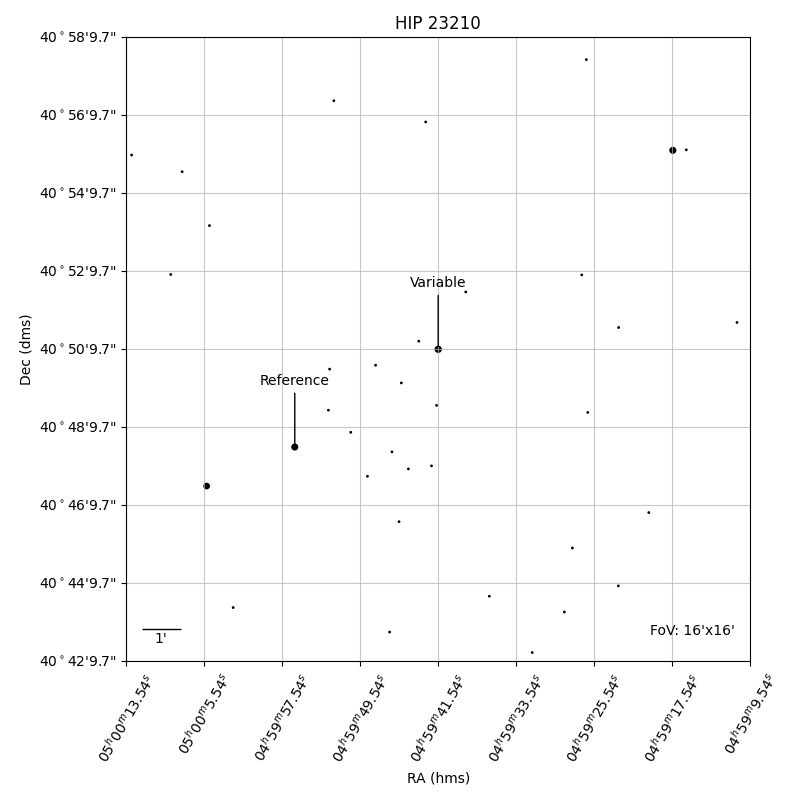 HIP 23210
40°58'9.7"
40°56'9.7"
40°54'9.7"
40°52'9.7"
40°50'9.7"
40°48'9.7"
40°46'9.7"
40°44'9.7"
40°42'9.7"
Dec (dms)
Variable
Reference
1'
FoV: 16'x16'
05ʰ00ᵐ13.54ˢ
05ʰ00ᵐ5.54ˢ
04ʰ59ᵐ57.54ˢ
04ʰ59ᵐ49.54ˢ
04ʰ59ᵐ41.54ˢ
04ʰ59ᵐ33.54ˢ
04ʰ59ᵐ25.54ˢ
04ʰ59ᵐ17.54ˢ
04ʰ59ᵐ9.54ˢ
RA (hms)